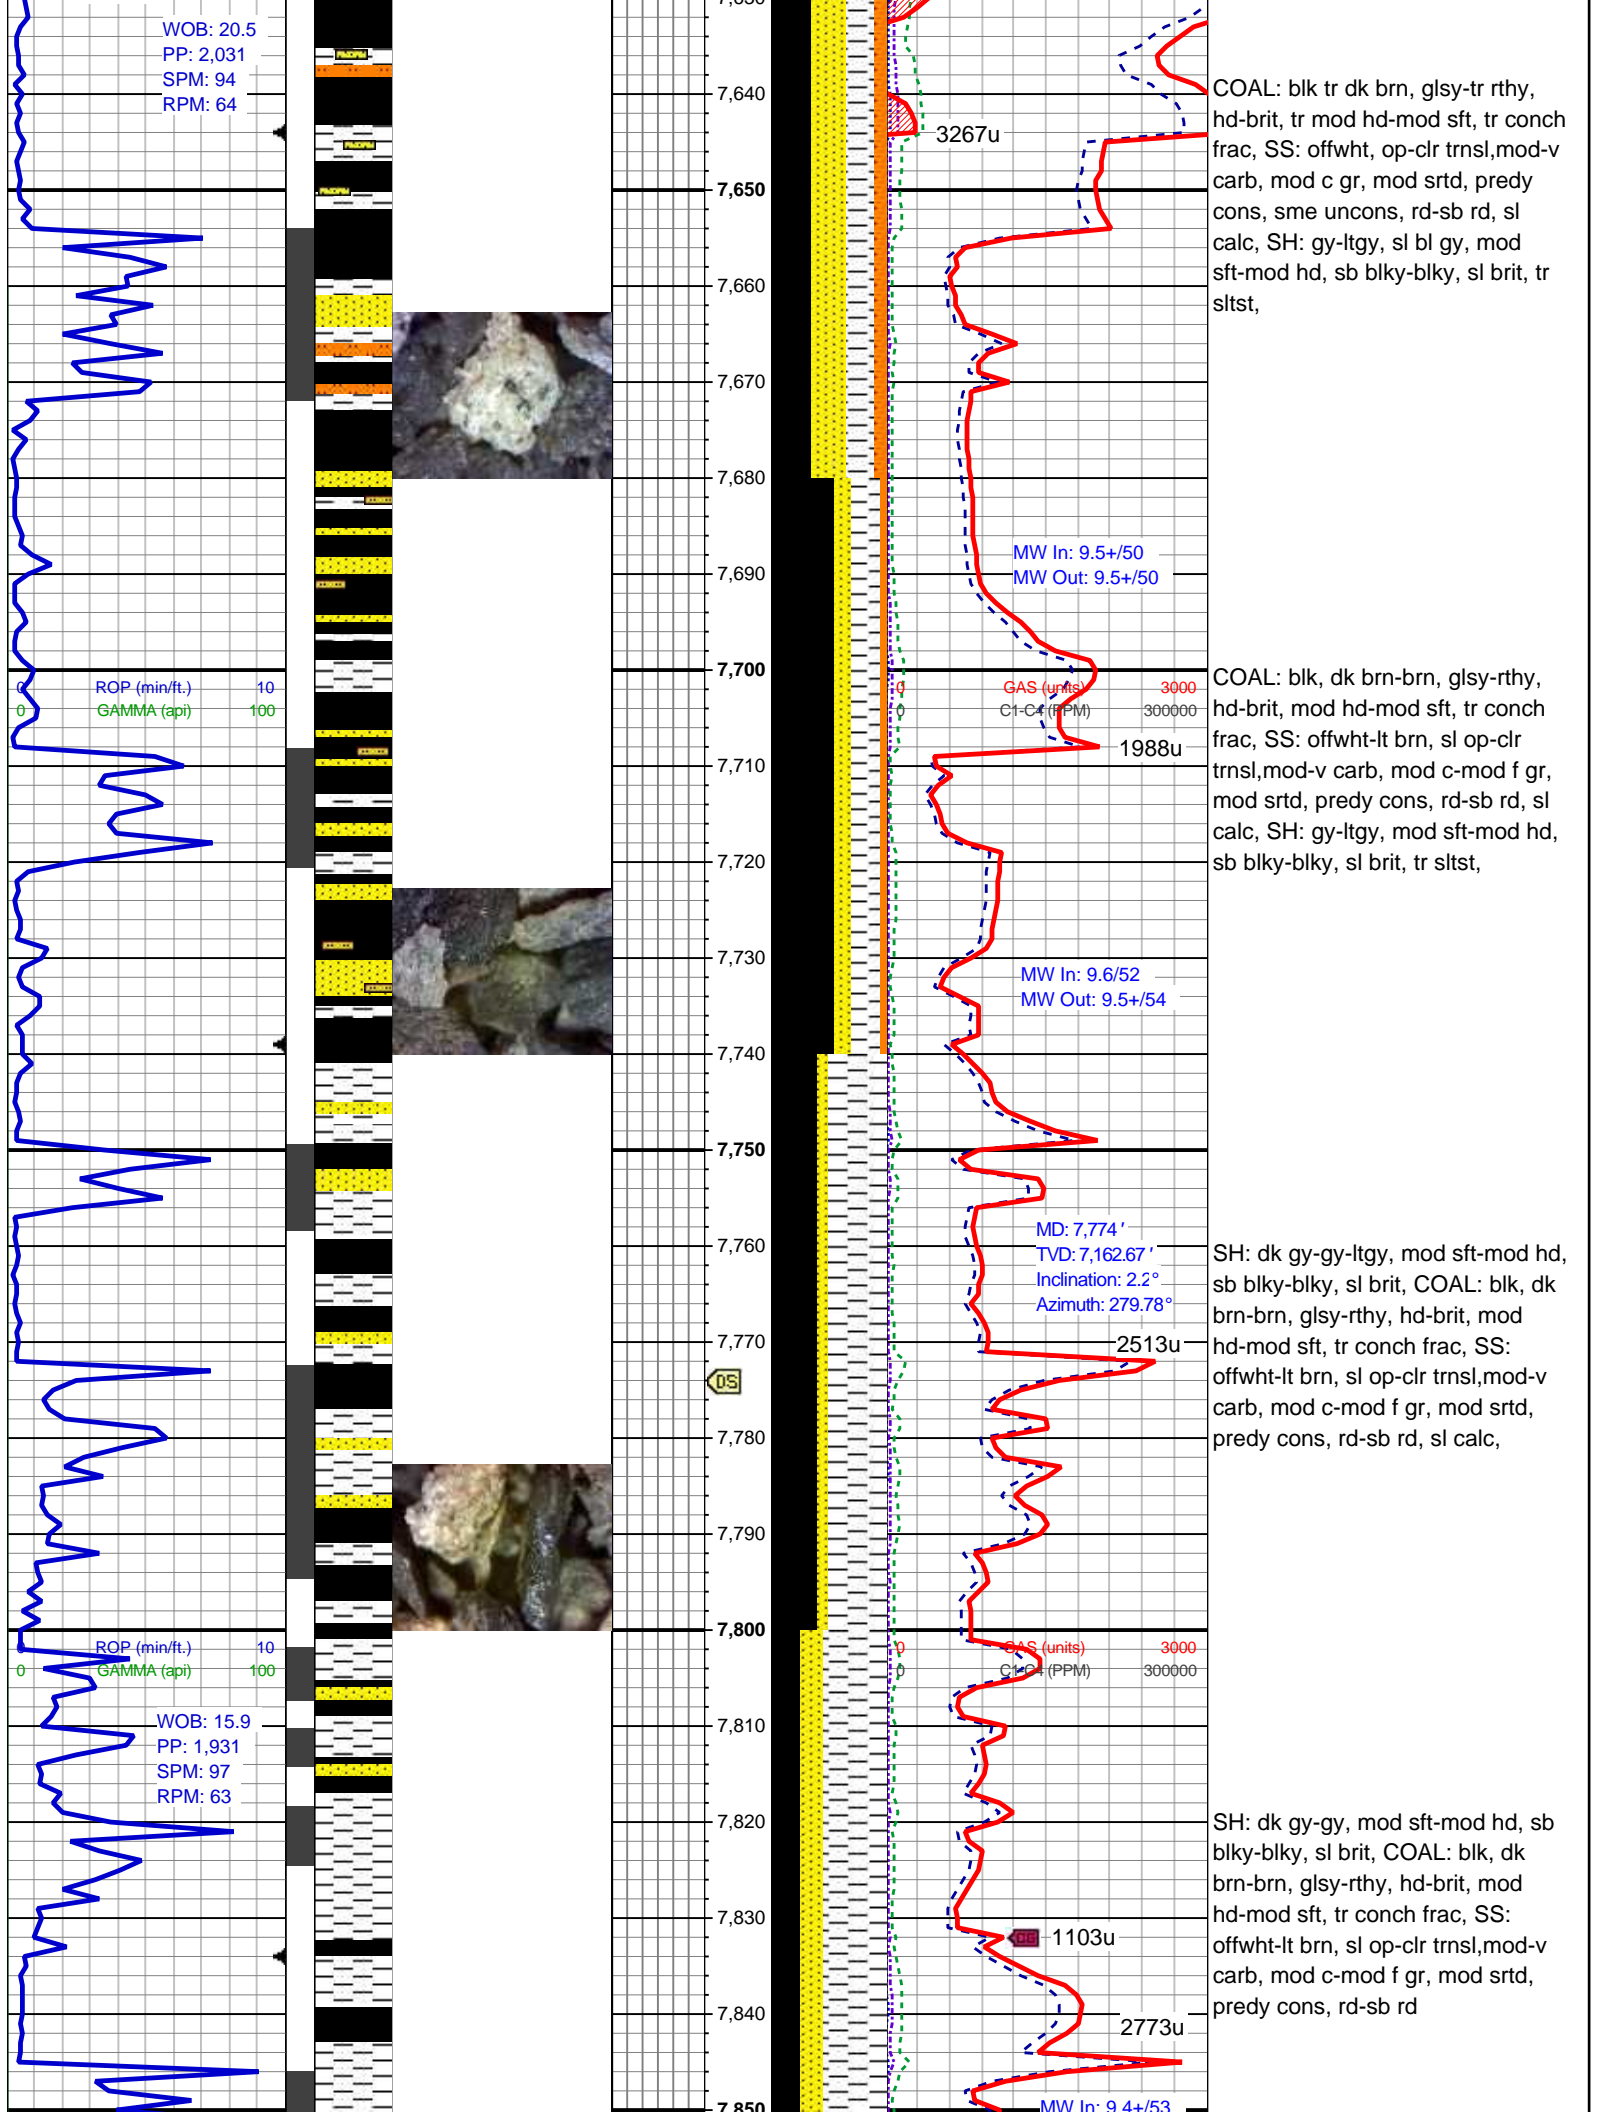 WOB: 20.5
PP: 2,031
SPM: 94
RPM: 64
7,640
3267u
COAL: blk tr dk brn, glsy-tr rthy,
hd-brit, tr mod hd-mod sft, tr conch
frac, SS: offwht, op-clr trnsl,mod-v
carb, mod c gr, mod srtd, predy
cons, sme uncons, rd-sb rd, sl
calc, SH: gy-ltgy, sl bl gy, mod
sft-mod hd, sb blky-blky, sl brit, tr
sltst,
7,650
7,660
7,670
7,680
MW In: 9.5+/50
MW Out: 9.5+/50
7,690
7,700
0 ROP (min/ft.) 10
0 GAMMA (api) 100
0 GAS (units) 3000
0 C1-C4 (PPM) 300000
1988u
COAL: blk, dk brn-brn, glsy-rthy,
hd-brit, mod hd-mod sft, tr conch
frac, SS: offwht-lt brn, sl op-clr
trnsl,mod-v carb, mod c-mod f gr,
mod srtd, predy cons, rd-sb rd, sl
calc, SH: gy-ltgy, mod sft-mod hd,
sb blky-blky, sl brit, tr sltst,
7,710
7,720
7,730
MW In: 9.6/52
MW Out: 9.5+/54
7,740
7,750
MD: 7,774 '
TVD: 7,162.67 '
Inclination: 2.2°
Azimuth: 279.78°
7,760
7,770
2513u
DS
SH: dk gy-gy-ltgy, mod sft-mod hd,
sb blky-blky, sl brit, COAL: blk, dk
brn-brn, glsy-rthy, hd-brit, mod
hd-mod sft, tr conch frac, SS:
offwht-lt brn, sl op-clr trnsl,mod-v
carb, mod c-mod f gr, mod srtd,
predy cons, rd-sb rd, sl calc,
7,780
7,790
7,800
0 ROP (min/ft.) 10
0 GAMMA (api) 100
0 GAS (units) 3000
0 C1-C4 (PPM) 300000
WOB: 15.9
PP: 1,931
SPM: 97
RPM: 63
7,810
7,820
7,830
CG 1103u
SH: dk gy-gy, mod sft-mod hd, sb
blky-blky, sl brit, COAL: blk, dk
brn-brn, glsy-rthy, hd-brit, mod
hd-mod sft, tr conch frac, SS:
offwht-lt brn, sl op-clr trnsl,mod-v
carb, mod c-mod f gr, mod srtd,
predy cons, rd-sb rd
7,840
2773u
MW In: 9.4+/53
7,850